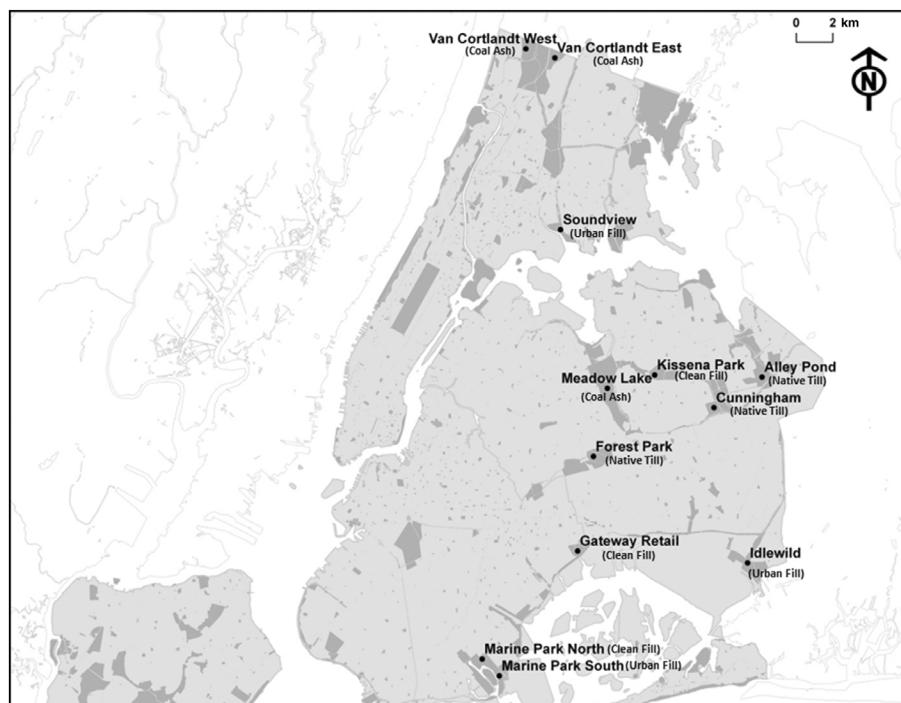 0 2 km
N
Van Cortlandt West
(Coal Ash)
Van Cortlandt East
(Coal Ash)
Soundview
(Urban Fill)
Kissena Park
(Clean Fill)
Alley Pond
(Native Till)
Meadow Lake
(Coal Ash)
Cunningham
(Native Till)
Forest Park
(Native Till)
Gateway Retail
(Clean Fill)
Idlewild
(Urban Fill)
Marine Park North (Clean Fill)
Marine Park South (Urban Fill)